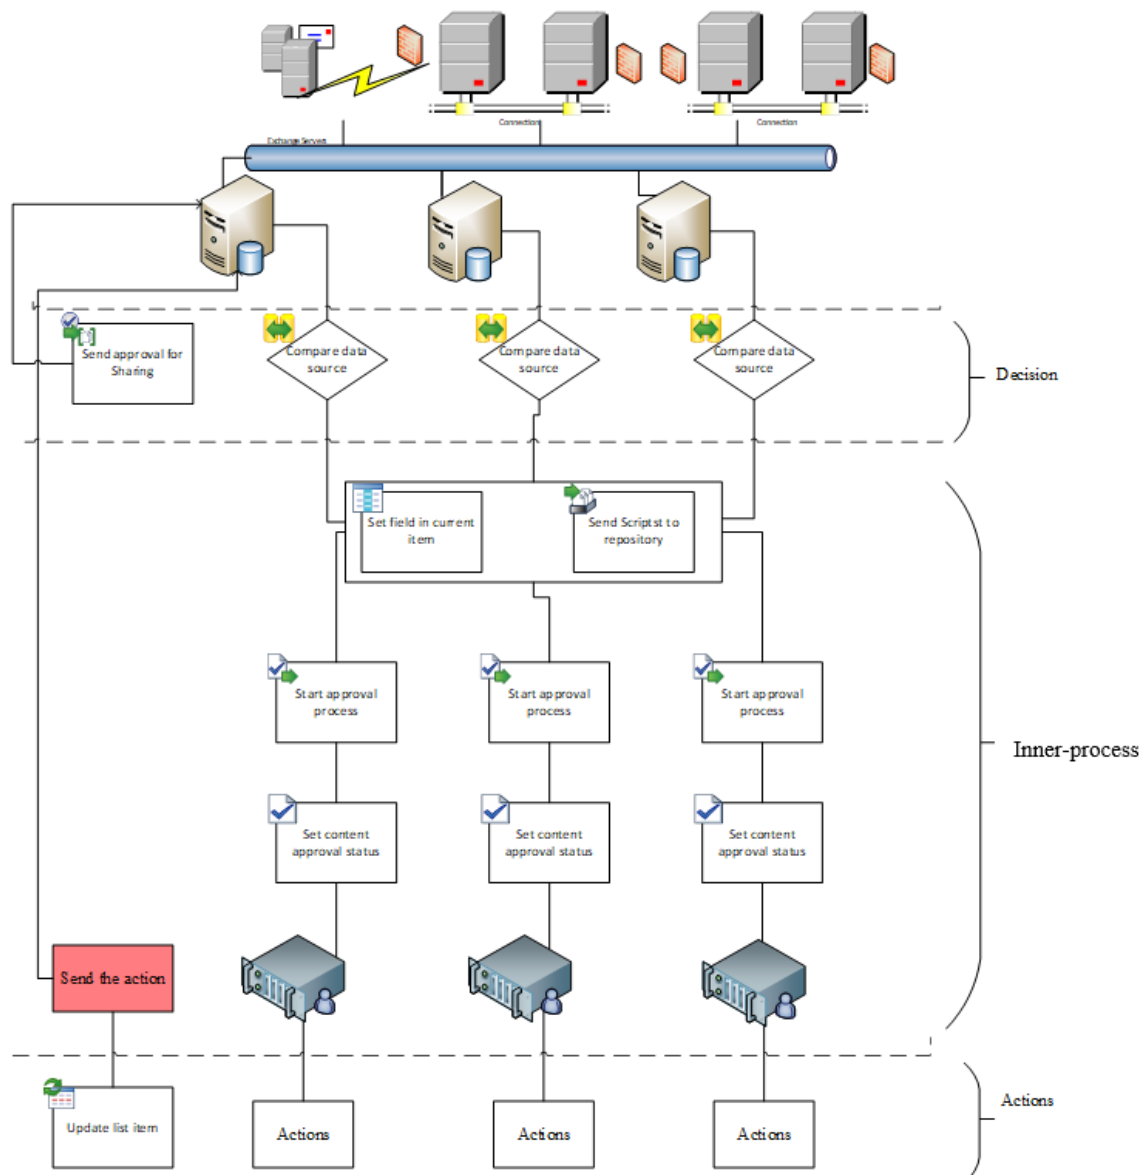 Connection
Connection
Exchange Servers
Send approval for
Sharing
Compare data
source
Compare data
source
Compare data
source
Decision
Set field in current
item
Send Scriptst to
repository
Start approval
process
Start approval
process
Start approval
process
Inner-process
Set content
approval status
Set content
approval status
Set content
approval status
Send the action
Update list item
Actions
Actions
Actions
Actions